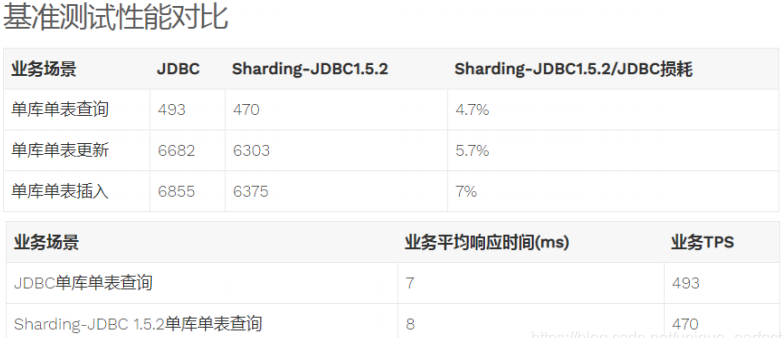 基准测试性能对比
业务场景 JDBC Sharding-JDBC1.5.2 Sharding-JDBC1.5.2/JDBC损耗
单库单表查询 493 470 4.7%
单库单表更新 6682 6303 5.7%
单库单表插入 6855 6375 7%
业务场景 业务平均响应时间(ms) 业务TPS
JDBC单库单表查询 7 493
Sharding-JDBC 1.5.2单库单表查询 8 470